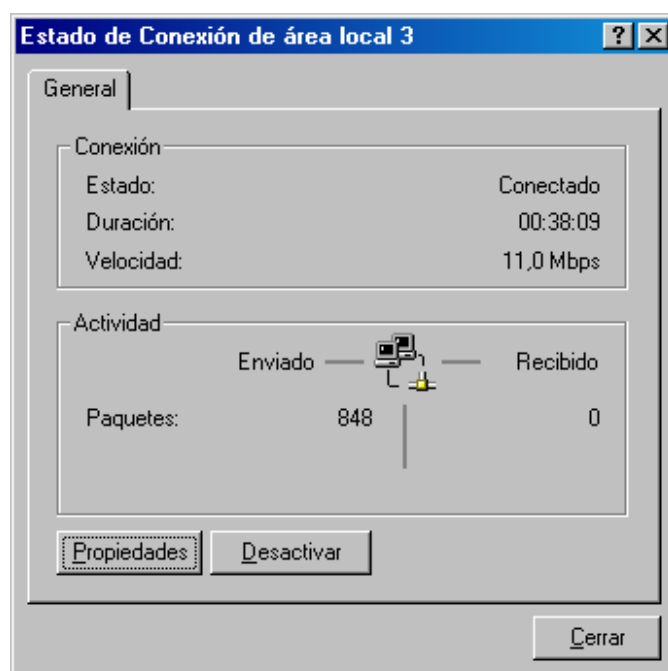 Estado de Conexión de área local 3
General
Conexión
Estado: Conectado
Duración: 00:38:09
Velocidad: 11,0 Mbps
Actividad
Enviado Recibido
Paquetes: 848 0
Propiedades Desactivar
Cerrar